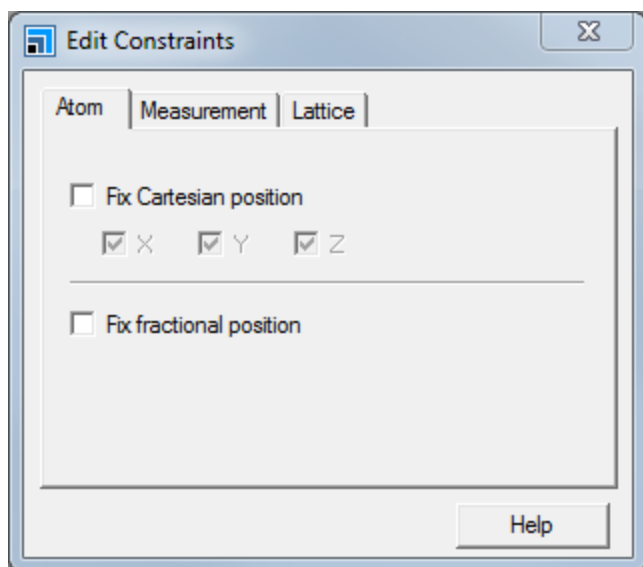 Edit Constraints
Atom Measurement Lattice
Fix Cartesian position
X Y Z
Fix fractional position
Help